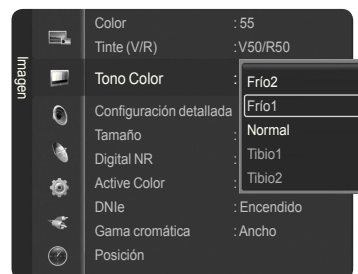 Imagen
Color : 55
Tinte (V/R) : V50/R50
Tono Color :
Frío2
Frío1
Normal
Tibio1
Tibio2
Configuración detallada
Tamaño :
Digital NR :
Active Color :
DNIe : Encendido
Gama cromática : Ancho
Posición